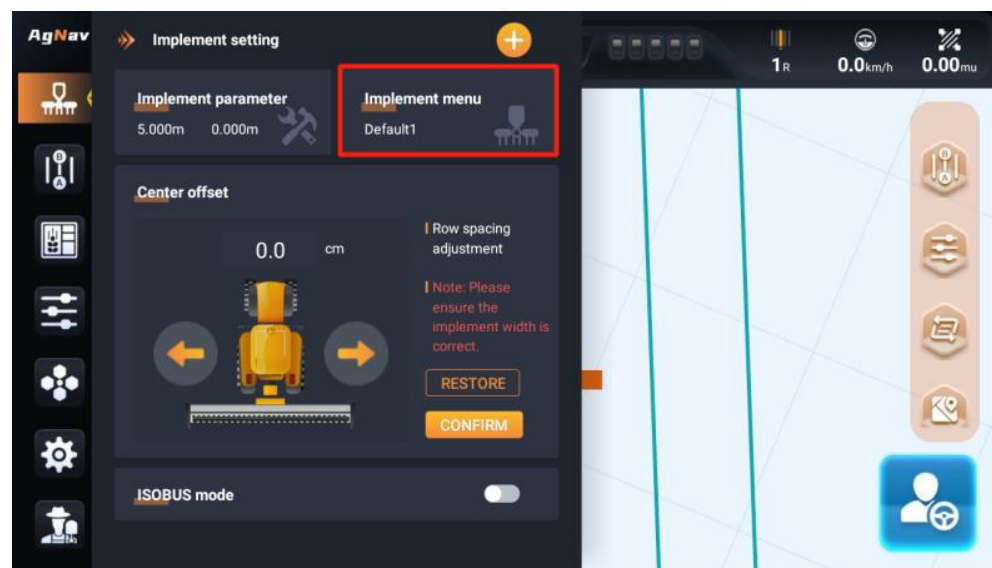 AgNav
Implement setting
1R
0.0km/h
0.00mu
Implement parameter
5.000m 0.000m
Implement menu
Default1
Center offset
0.0 cm
Row spacing
adjustment
Note: Please
ensure the
implement width is
correct.
RESTORE
CONFIRM
ISOBUS mode
B
A
B
A